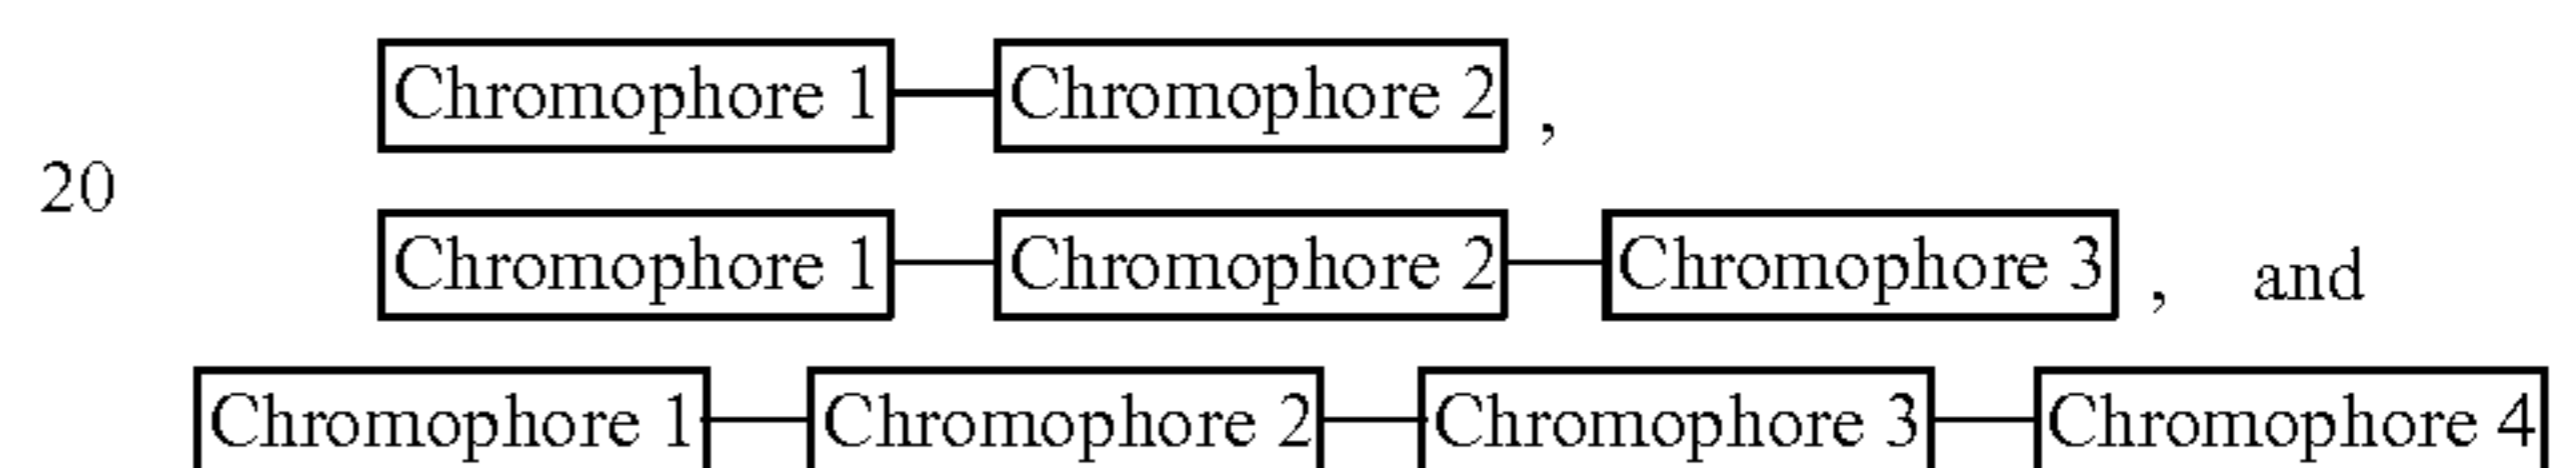 Chromophore 1 Chromophore 2 ,
20
Chromophore 1 Chromophore 2 Chromophore 3 , and
Chromophore 1 Chromophore 2 Chromophore 3 Chromophore 4